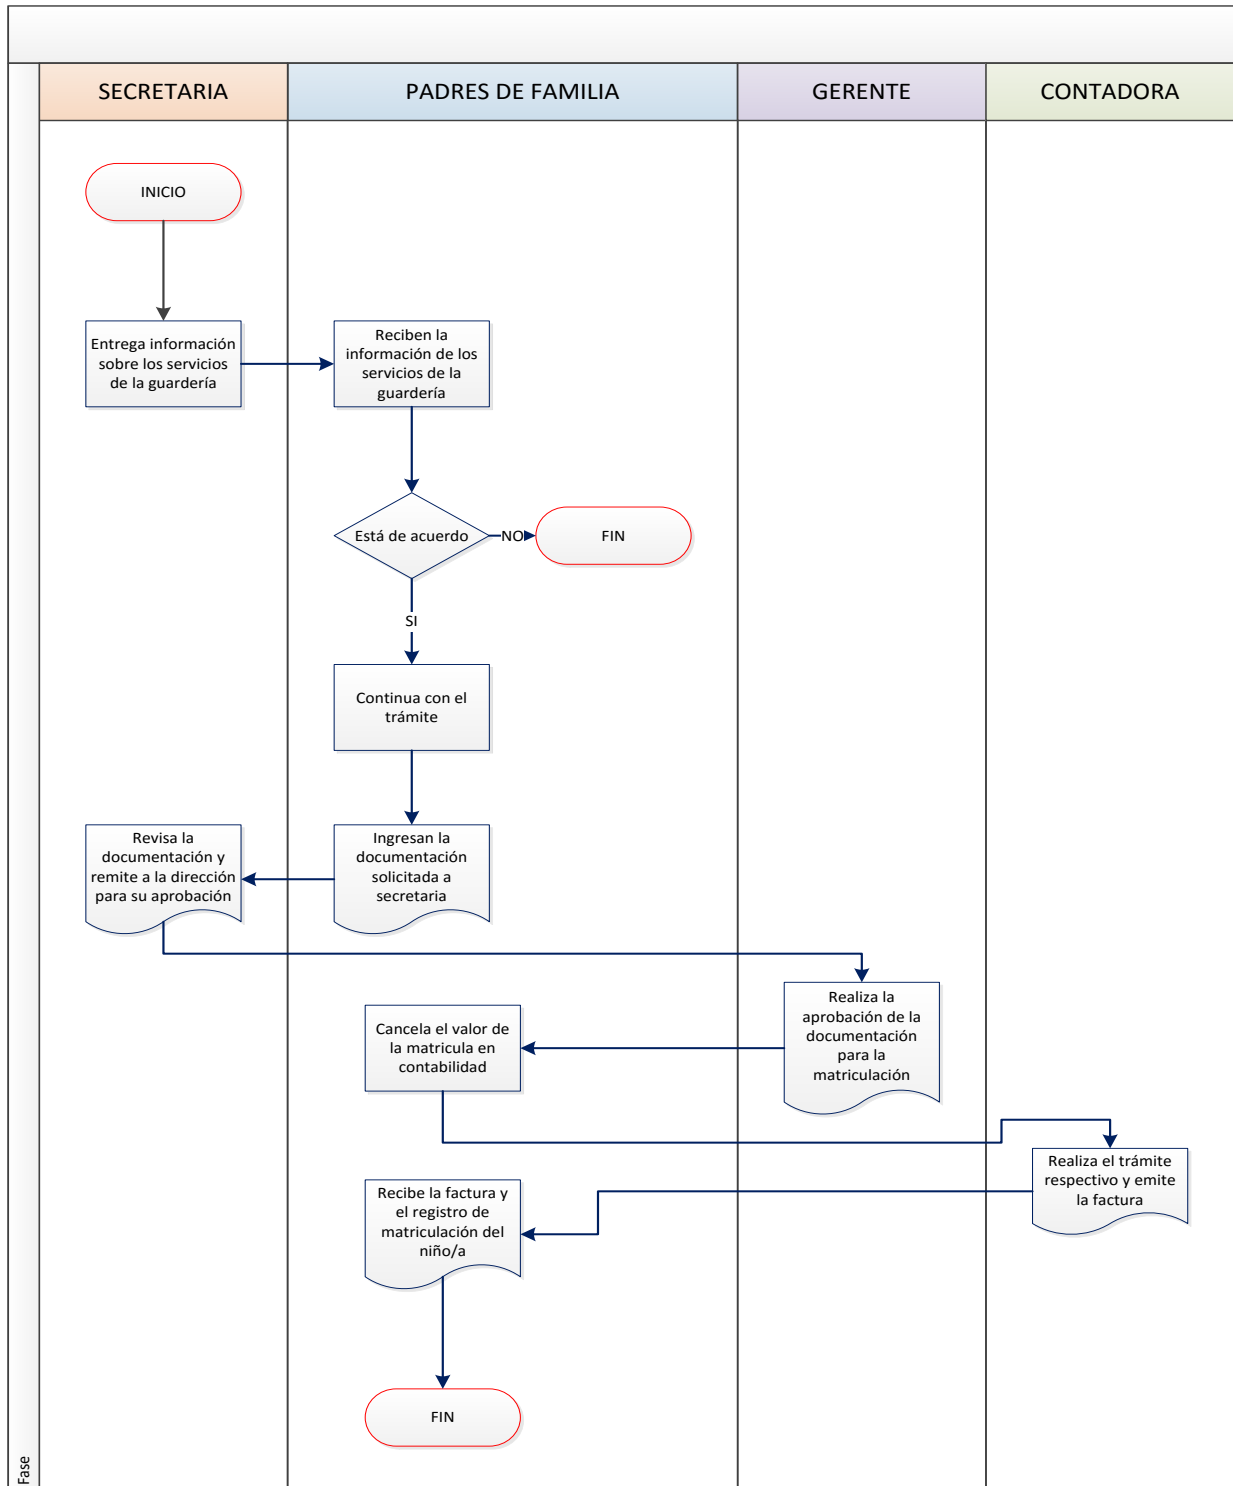 SECRETARIA
PADRES DE FAMILIA
GERENTE
CONTADORA
INICIO
Entrega información
sobre los servicios
de la guardería
Reciben la
información de los
servicios de la
guardería
Está de acuerdo
NO
FIN
SI
Continua con el
trámite
Revisa la
documentación y
remite a la dirección
para su aprobación
Ingresan la
documentación
solicitada a
secretaria
Realiza la
aprobación de la
documentación
para la
matriculación
Cancela el valor de
la matricula en
contabilidad
Realiza el trámite
respectivo y emite
la factura
Recibe la factura y
el registro de
matriculación del
niño/a
FIN
Fase